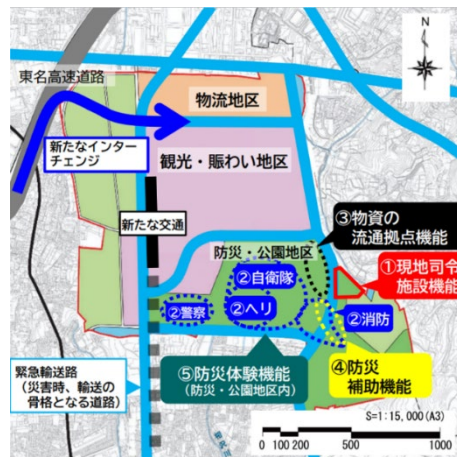 N
東名高速道路
物流地区
新たなインター
チェンジ
観光・賑わい地区
新たな交通
③物資の
流通拠点機能
防災・公園地区
①現地司令
施設機能
②自衛隊
②警察
②ヘリ
②消防
⑤防災体験機能
(防災・公園地区内)
④防災
補助機能
緊急輸送路
(災害時、輸送の
骨格となる道路)
S=1:15,000(A3)
0 100 200 500 1000